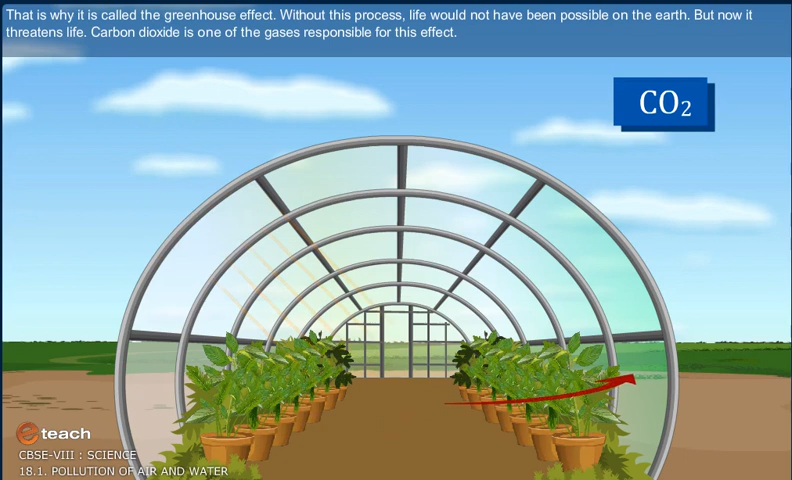 That is why it is called the greenhouse effect. Without this process, life would not have been possible on the earth. But now it
threatens life. Carbon dioxide is one of the gases responsible for this effect.
CO₂
e teach
CBSE-VIII : SCIENCE
18.1. POLLUTION OF AIR AND WATER